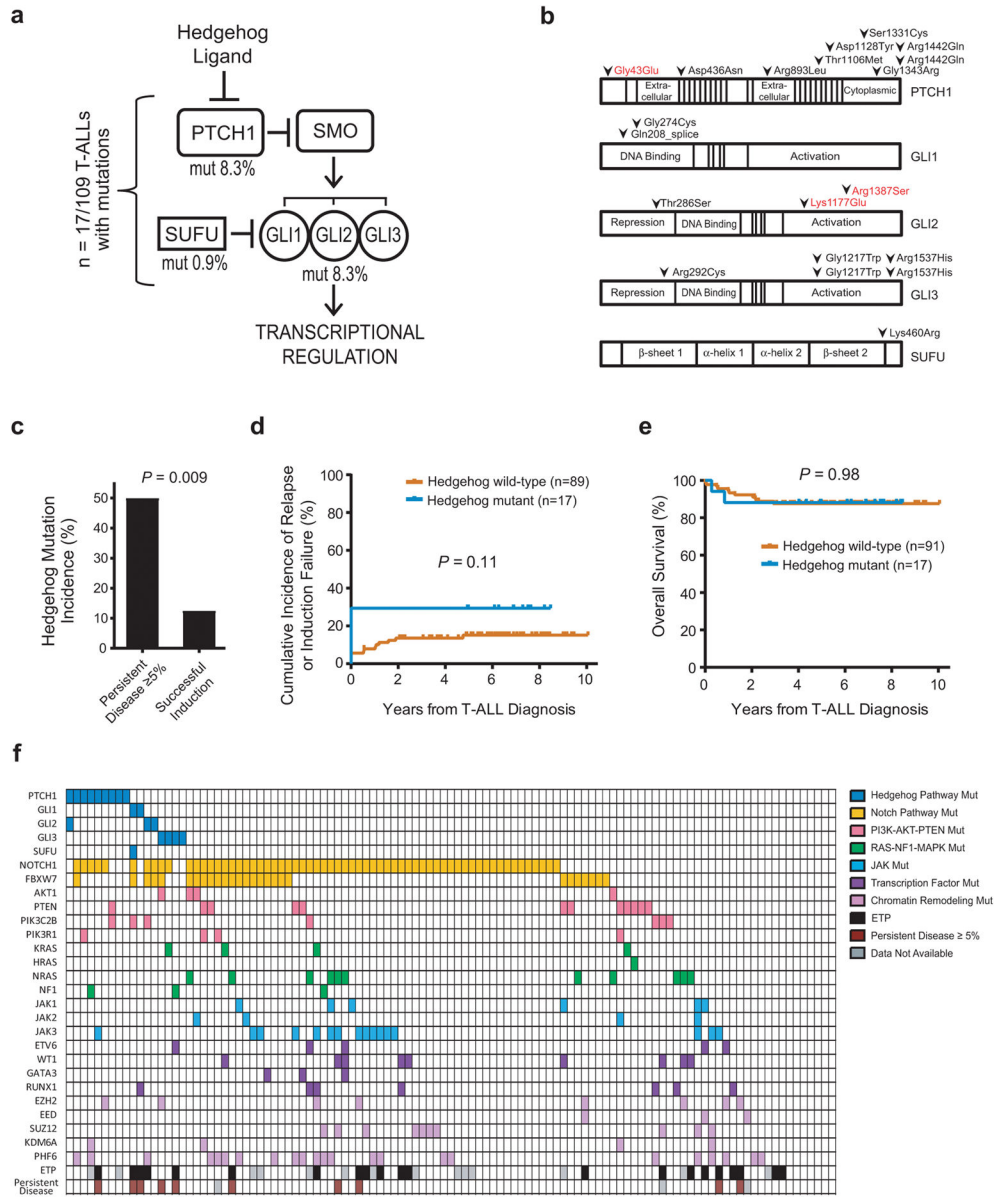 a
Hedgehog
Ligand
PTCH1
SMO
mut 8.3%
n = 17/109 T-ALLs
with mutations
SUFU
GLI1
GLI2
GLI3
mut 0.9%
mut 8.3%
TRANSCRIPTIONAL
REGULATION
b
Ser1331Cys
Asp1128Tyr
Arg1442Gln
Thr1106Met
Arg1442Gln
Gly43Glu
Asp436Asn
Arg893Leu
Gly1343Arg
Extra-
cellular
Extra-
cellular
Cytoplasmic
PTCH1
Gly274Cys
Gln208_splice
DNA Binding
Activation
GLI1
Arg1387Ser
Thr286Ser
Lys1177Glu
Repression
DNA Binding
Activation
GLI2
Gly1217Trp
Arg1537His
Arg292Cys
Gly1217Trp
Arg1537His
Repression
DNA Binding
Activation
GLI3
Lys460Arg
β-sheet 1
α-helix 1
α-helix 2
β-sheet 2
SUFU
c
P = 0.009
Hedgehog Mutation
Incidence (%)
50
40
30
20
10
0
Persistent
Disease ≥5%
Successful
Induction
d
Cumulative Incidence of Relapse
or Induction Failure (%)
100
80
60
40
20
0
Hedgehog wild-type (n=89)
Hedgehog mutant (n=17)
P = 0.11
0 2 4 6 8 10
Years from T-ALL Diagnosis
e
Overall Survival (%)
100
80
60
40
20
0
P = 0.98
Hedgehog wild-type (n=91)
Hedgehog mutant (n=17)
0 2 4 6 8 10
Years from T-ALL Diagnosis
f
PTCH1
GLI1
GLI2
GLI3
SUFU
NOTCH1
FBXW7
AKT1
PTEN
PIK3C2B
PIK3R1
KRAS
HRAS
NRAS
NF1
JAK1
JAK2
JAK3
ETV6
WT1
GATA3
RUNX1
EZH2
EED
SUZ12
KDM6A
PHF6
ETP
Persistent
Disease
Hedgehog Pathway Mut
Notch Pathway Mut
PI3K-AKT-PTEN Mut
RAS-NF1-MAPK Mut
JAK Mut
Transcription Factor Mut
Chromatin Remodeling Mut
ETP
Persistent Disease ≥ 5%
Data Not Available